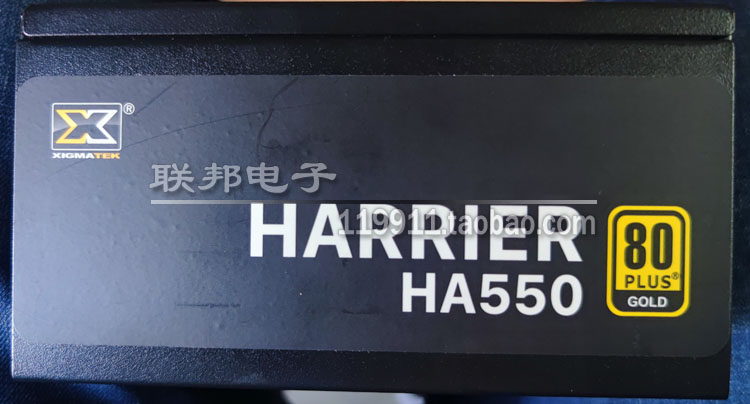 ®
XIGMATEK
联邦电子
119911.taobao.com
HARRIER
HA550
80
PLUS®
GOLD